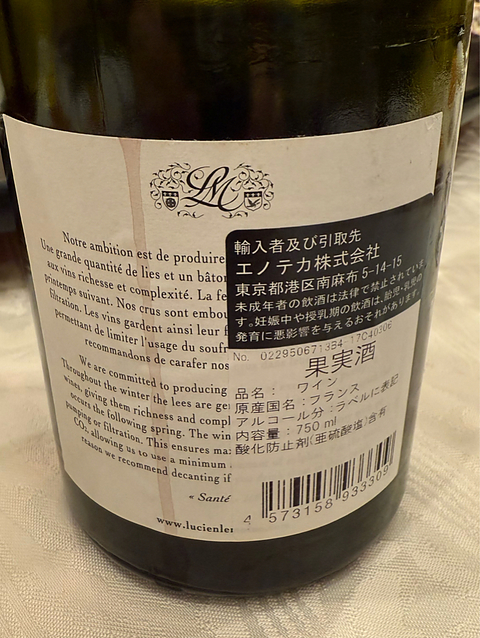 LM
Notre ambition est de produire
Une grande quantité de lies et un bâton
aux vins richesse et complexité. La fe
printemps suivant. Nos crus sont embou
filtration. Les vins gardent ainsi leur f
permettant de limiter l'usage du soufr
recommandons de carafer nos
We are committed to producing
Throughout the winter the lees are ge
wines, giving them richness and compl
occurs the following spring. The win
pumping or filtration. This ensures ma
CO₂ allowing us to use a minimum
reason we recommend decanting if
« Santé
www.lucienle
輸入者及び引取先
エノテカ株式会社
東京都港区南麻布 5-14-15
未成年者の飲酒は法律で禁止されていま
す。妊娠中や授乳期の飲酒は、胎児・乳児の
発育に悪影響を与えるおそれがあります。
No. 0229506713B4-17C40306
果実酒
品名: ワイン
原産国名:フランス
アルコール分:ラベルに表記
内容量:750 ml
酸化防止剤(亜硫酸塩)含有
4 573158 933309